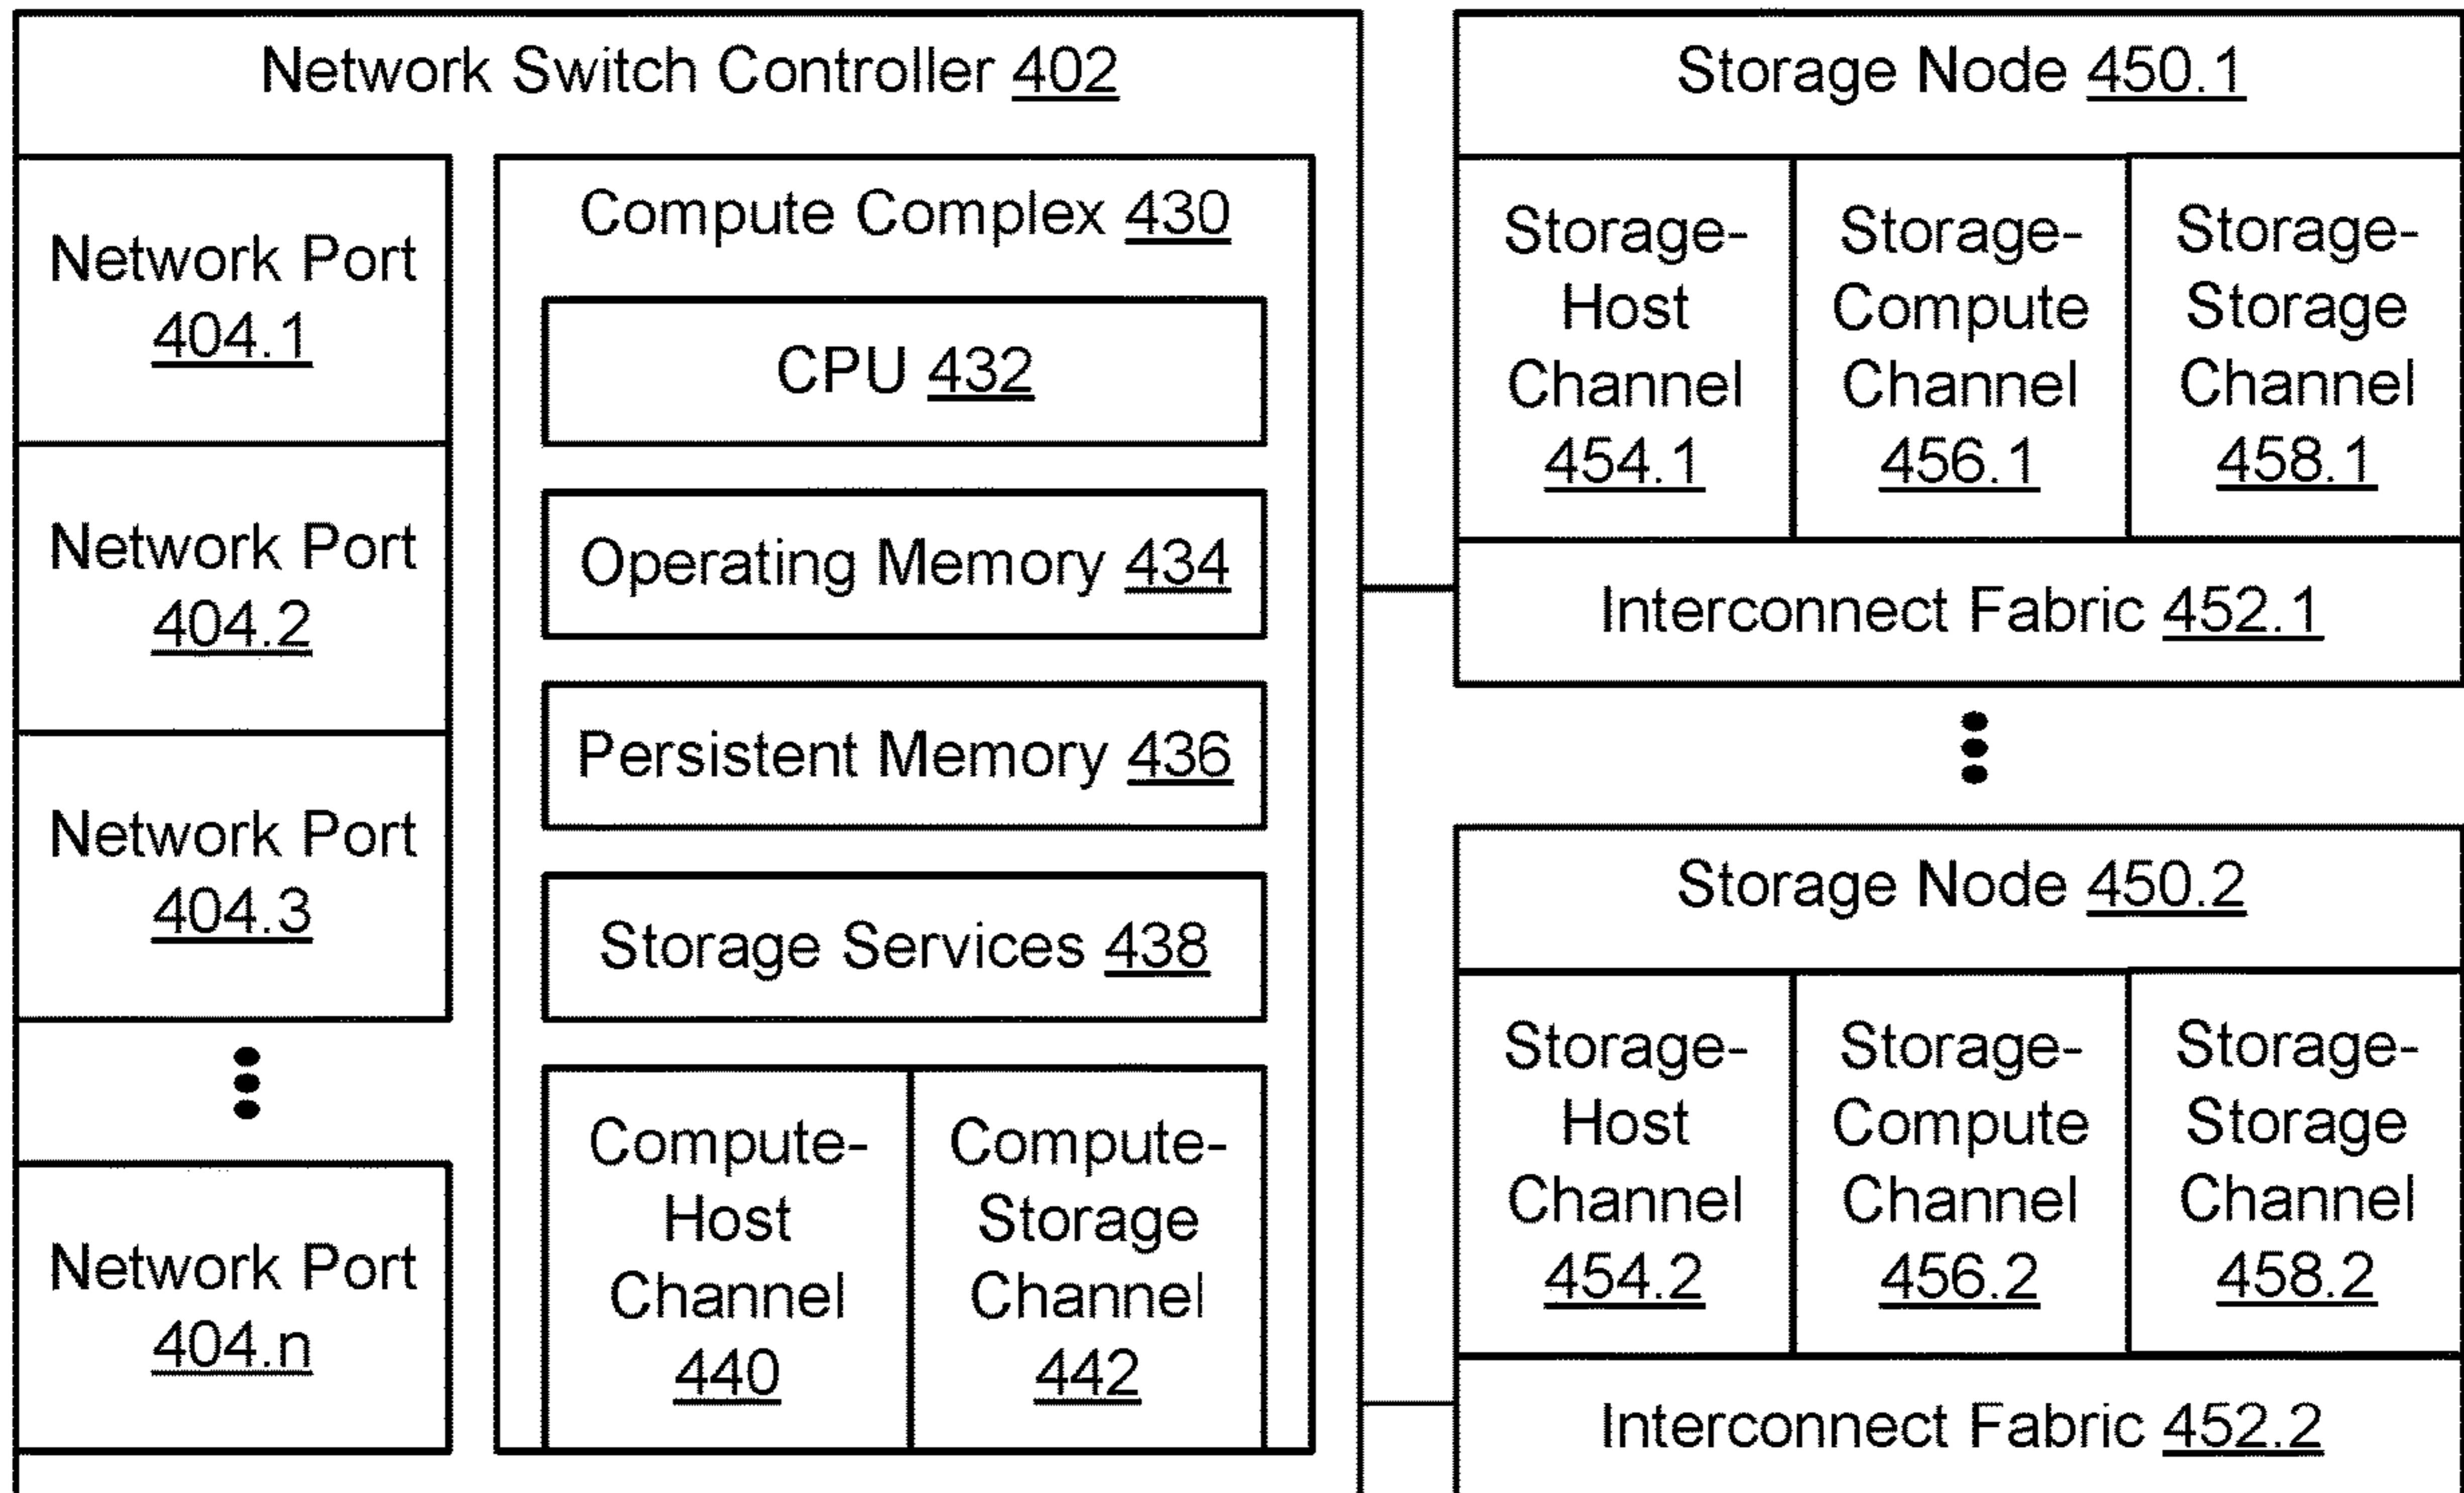 Network Switch Controller 402
Network Port
404.1
Network Port
404.2
Network Port
404.3
Network Port
404.n
Compute Complex 430
CPU 432
Operating Memory 434
Persistent Memory 436
Storage Services 438
Compute-
Host
Channel
440
Compute-
Storage
Channel
442
Storage Node 450.1
Storage-
Host
Channel
454.1
Storage-
Compute
Channel
456.1
Storage-
Storage
Channel
458.1
Interconnect Fabric 452.1
Storage Node 450.2
Storage-
Host
Channel
454.2
Storage-
Compute
Channel
456.2
Storage-
Storage
Channel
458.2
Interconnect Fabric 452.2